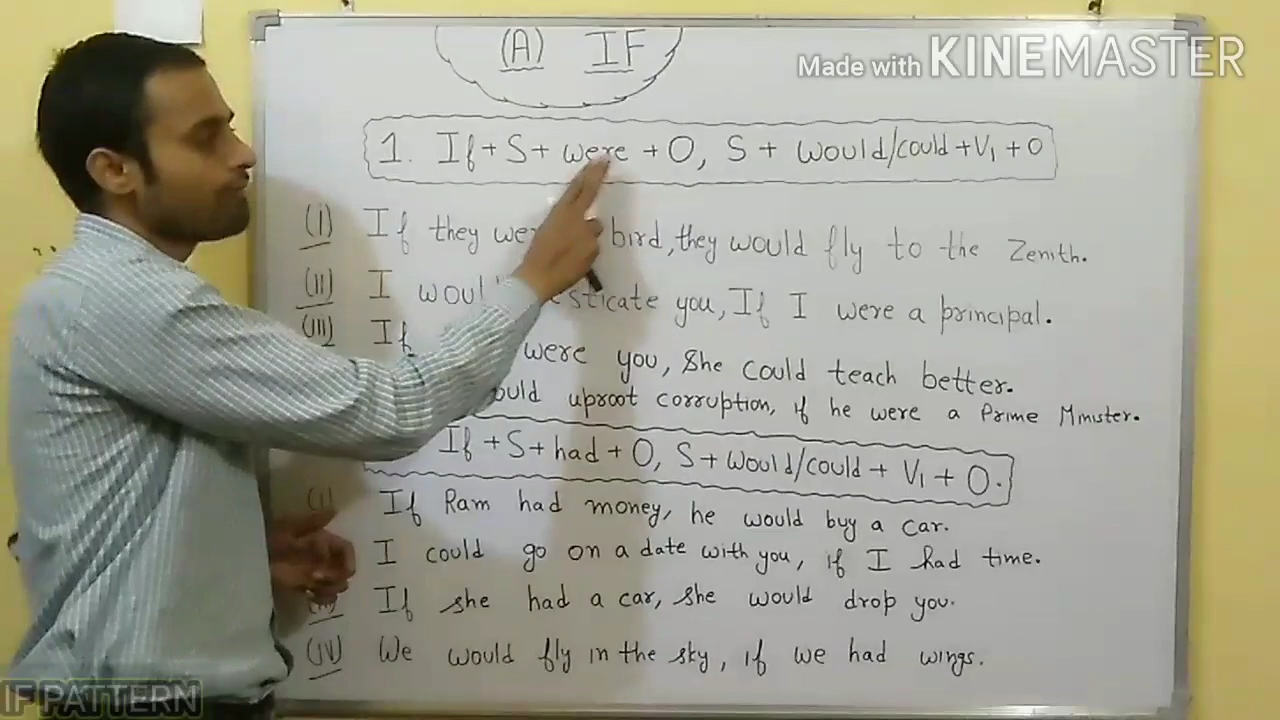 (A) IF
Made with KINEMASTER
1. If + S + were + O, S + would/could + V1 + O
(I) If they were bird, they would fly to the Zenith.
(II) I would you, If I were a principal.
(III) If were you, She could teach better.
would uproot corruption, if he were a Prime Minister.
If + S + had + O, S + would/could + V1 + O.
(I) If Ram had money, he would buy a car.
I could go on a date with you, if I had time.
If she had a car, she would drop you.
(IV) We would fly in the sky, if we had wings.
IF PATTERN